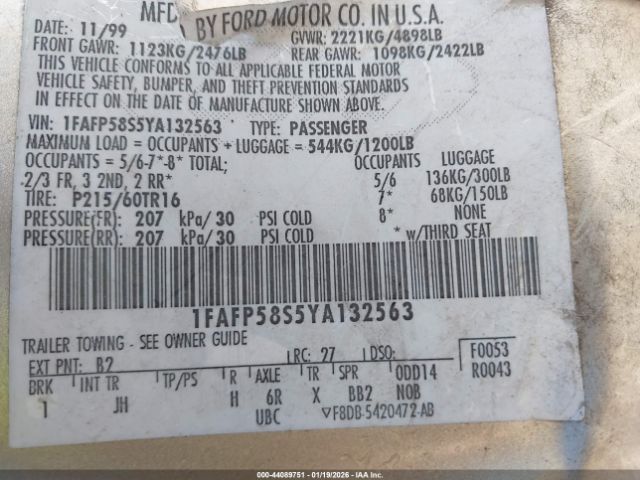 MFD BY FORD MOTOR CO. IN U.S.A.
DATE: 11/99 GVWR: 2221KG/4898LB
FRONT GAWR: 1123KG/2476LB REAR GAWR: 1098KG/2422LB
THIS VEHICLE CONFORMS TO ALL APPLICABLE FEDERAL MOTOR
VEHICLE SAFETY, BUMPER, AND THEFT PREVENTION STANDARDS
IN EFFECT ON THE DATE OF MANUFACTURE SHOWN ABOVE.
VIN: 1FAFP58S5YA132563 TYPE: PASSENGER
MAXIMUM LOAD = OCCUPANTS + LUGGAGE = 544KG/1200LB
OCCUPANTS = 5/6-7*-8* TOTAL; OCCUPANTS LUGGAGE
2/3 FR, 3 2ND, 2 RR* 5/6 136KG/300LB
TIRE: P215/60TR16 7* 68KG/150LB
PRESSURE(FR) : 207 kPa/30 PSI COLD 8* NONE
PRESSURE(RR) : 207 kPa/30 PSI COLD * w/THIRD SEAT
1FAFP58S5YA132563
TRAILER TOWING - SEE OWNER GUIDE
EXT PNT: B2 RC: 27 DSO: F0053
BRK INT TR TP/PS R AXLE TR SPR ODD14 R0043
1 JH H 6R X BB2 NOB
UBC F8DB-5420472-AB
IAA 00-44089751 | 01/19/2026 - IAA